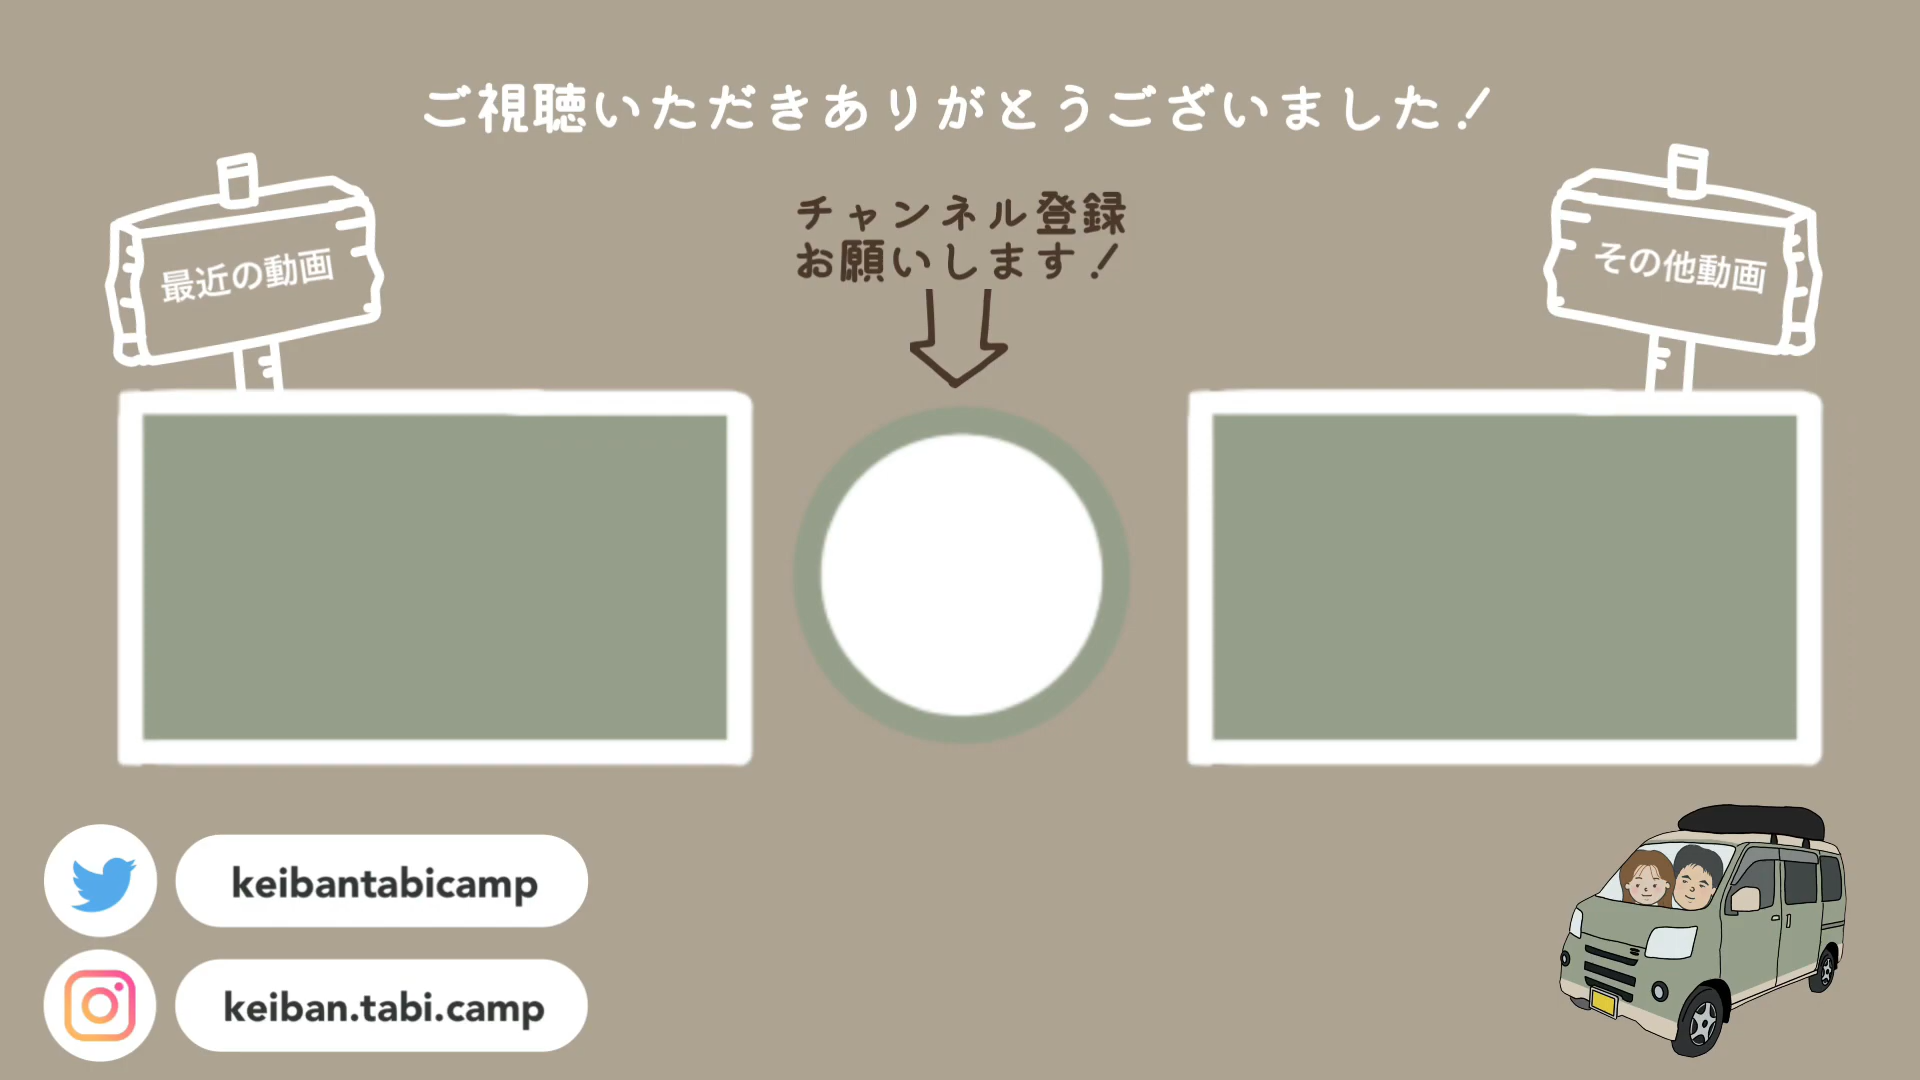 ご視聴いただきありがとうございました！
チャンネル登録
お願いします！
最近の動画
その他動画
keibantabicamp
keiban.tabi.camp